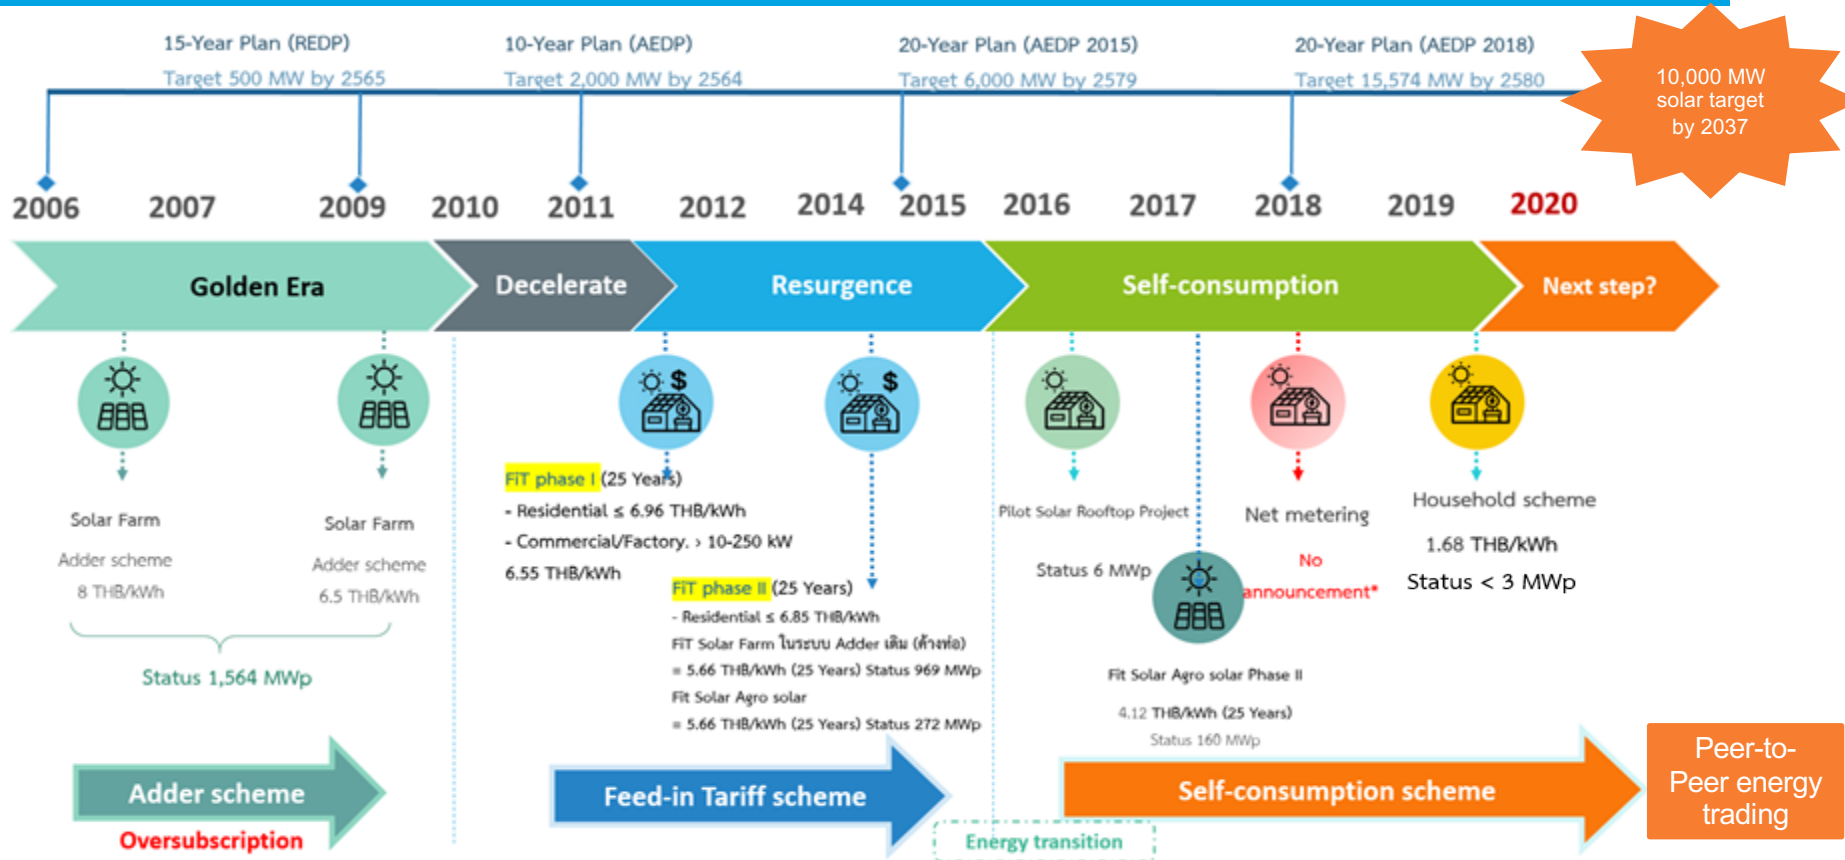 15-Year Plan (REDP)
Target 500 MW by 2565
10-Year Plan (AEDP)
Target 2,000 MW by 2564
20-Year Plan (AEDP 2015)
Target 6,000 MW by 2579
20-Year Plan (AEDP 2018)
Target 15,574 MW by 2580
10,000 MW
solar target
by 2037
2006 2007 2009 2010 2011 2012 2014 2015 2016 2017 2018 2019 2020
Golden Era
Decelerate
Resurgence
Self-consumption
Next step?
Solar Farm
Adder scheme
8 THB/kWh
Solar Farm
Adder scheme
6.5 THB/kWh
Status 1,564 MWp
$
$
FiT phase I (25 Years)
- Residential ≤ 6.96 THB/kWh
- Commercial/Factory. > 10-250 kW
6.55 THB/kWh
FiT phase II (25 Years)
- Residential ≤ 6.85 THB/kWh
FiT Solar Farm ในระบบ Adder เดิม (ค้างท่อ)
= 5.66 THB/kWh (25 Years) Status 969 MWp
Fit Solar Agro solar
= 5.66 THB/kWh (25 Years) Status 272 MWp
Pilot Solar Rooftop Project
Status 6 MWp
Fit Solar Agro solar Phase II
4.12 THB/kWh (25 Years)
Status 160 MWp
Net metering
No
announcement*
Household scheme
1.68 THB/kWh
Status < 3 MWp
Adder scheme
Oversubscription
Feed-in Tariff scheme
Energy transition
Self-consumption scheme
Peer-to-
Peer energy
trading